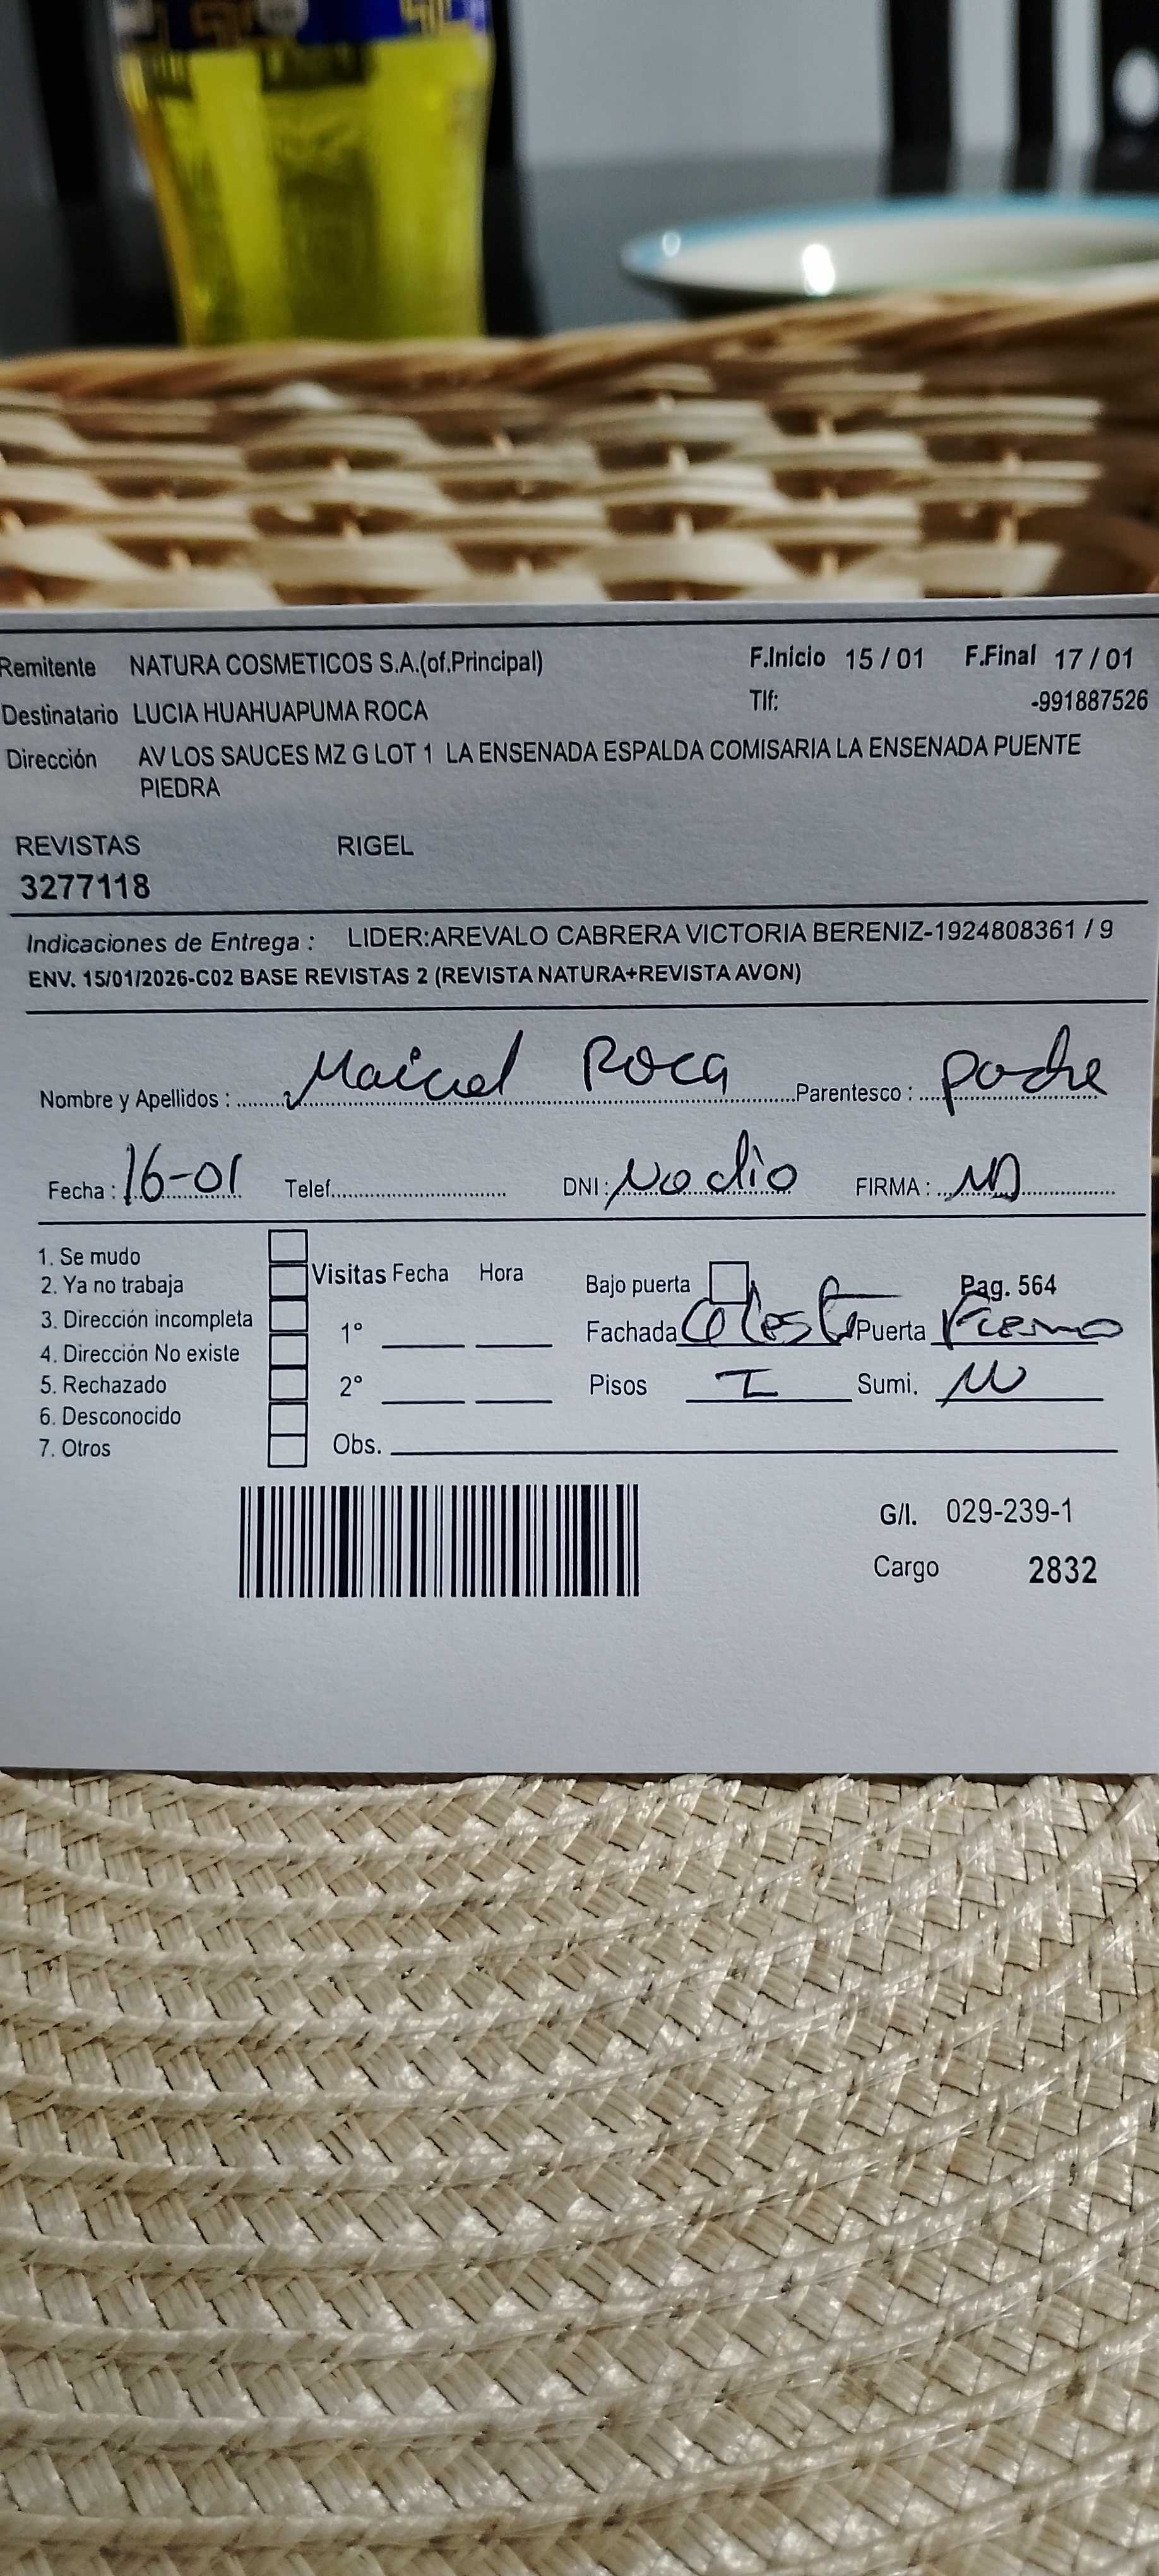 Remitente NATURA COSMETICOS S.A.(of.Principal) F.Inicio 15 / 01 F.Final 17 / 01
Destinatario LUCIA HUAHUAPUMA ROCA Tlf: -991887526
Dirección AV LOS SAUCES MZ G LOT 1 LA ENSENADA ESPALDA COMISARIA LA ENSENADA PUENTE
PIEDRA
REVISTAS RIGEL
3277118
Indicaciones de Entrega : LIDER:AREVALO CABRERA VICTORIA BERENIZ-1924808361 / 9
ENV. 15/01/2026-C02 BASE REVISTAS 2 (REVISTA NATURA+REVISTA AVON)
Nombre y Apellidos : Roca Parentesco : padre
Fecha : 16-01 Telef. DNI : No dio FIRMA :
1. Se mudo
2. Ya no trabaja Visitas Fecha Hora Bajo puerta Pag. 564
3. Dirección incompleta 1° Fachada Celeste Puerta
4. Dirección No existe
5. Rechazado 2° Pisos I Sumi.
6. Desconocido
7. Otros Obs.
G/I. 029-239-1
Cargo 2832